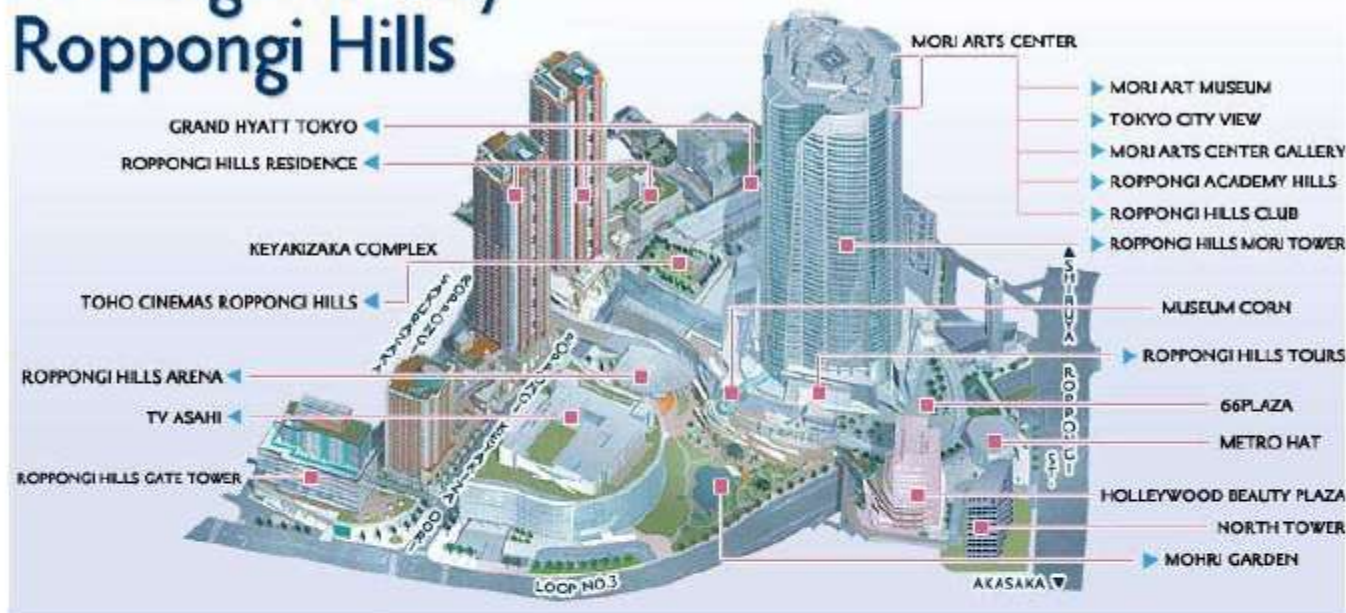 Roppongi Hills
MORI ARTS CENTER
MORI ART MUSEUM
TOKYO CITY VIEW
MORI ARTS CENTER GALLERY
ROPPONGI ACADEMY HILLS
ROPPONGI HILLS CLUB
ROPPONGI HILLS MORI TOWER
GRAND HYATT TOKYO
ROPPONGI HILLS RESIDENCE
KEYAKIZAKA COMPLEX
TOHO CINEMAS ROPPONGI HILLS
ROPPONGI HILLS ARENA
TV ASAHI
ROPPONGI HILLS GATE TOWER
MUSEUM CORN
ROPPONGI HILLS TOURS
66PLAZA
METRO HAT
HOLLEYWOOD BEAUTY PLAZA
NORTH TOWER
MOHRI GARDEN
SHIBUYA
ROPPONGI ST.
AKASAKA
LOOP NO.3